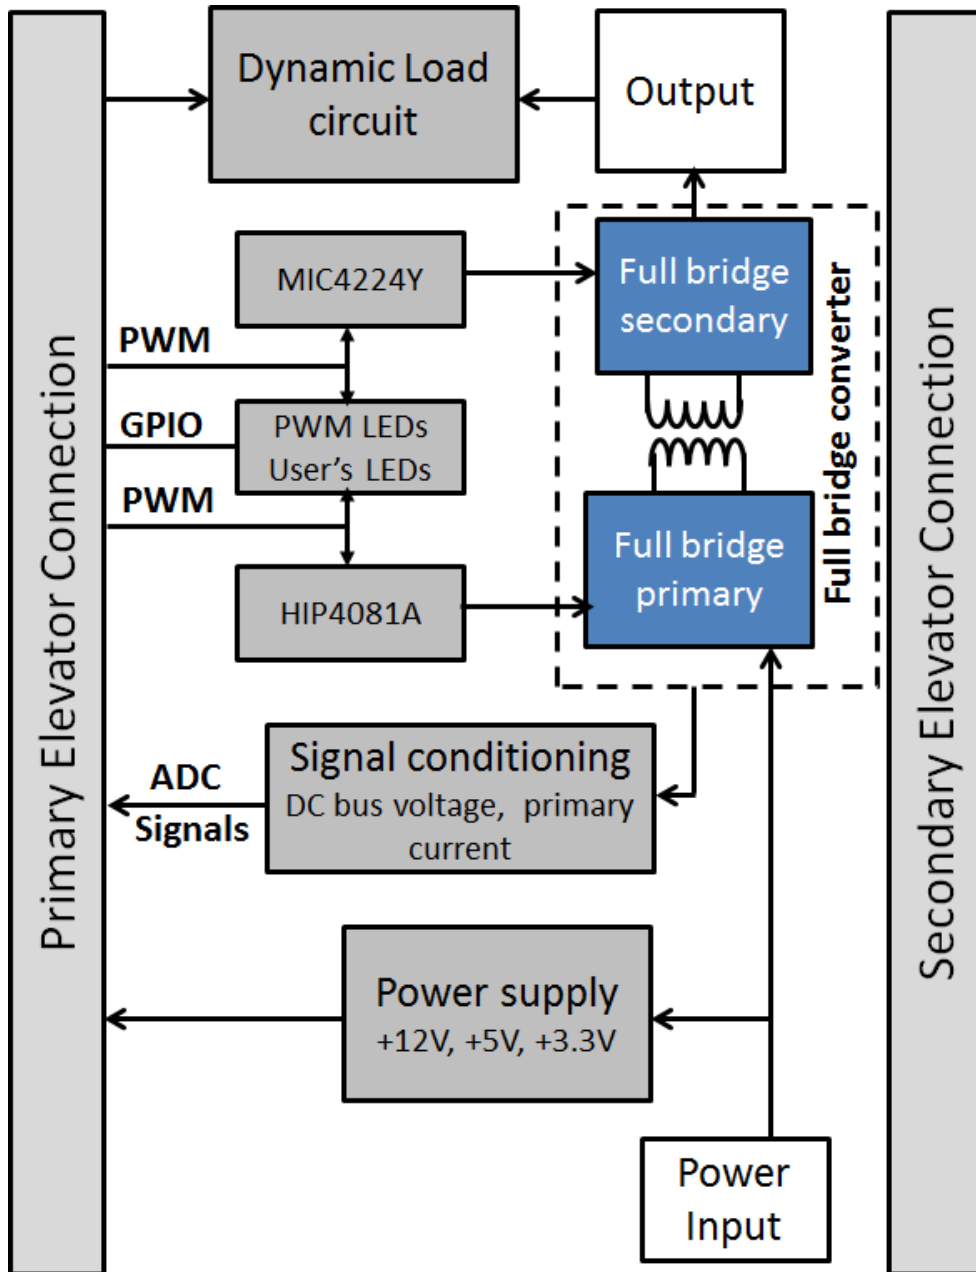 Primary Elevator Connection
Dynamic Load
circuit
Output
MIC4224Y
Full bridge
secondary
PWM
GPIO
PWM LEDs
User's LEDs
PWM
Full bridge
primary
HIP4081A
Full bridge converter
Signal conditioning
DC bus voltage, primary
current
ADC
Signals
Power supply
+12V, +5V, +3.3V
Power
Input
Secondary Elevator Connection